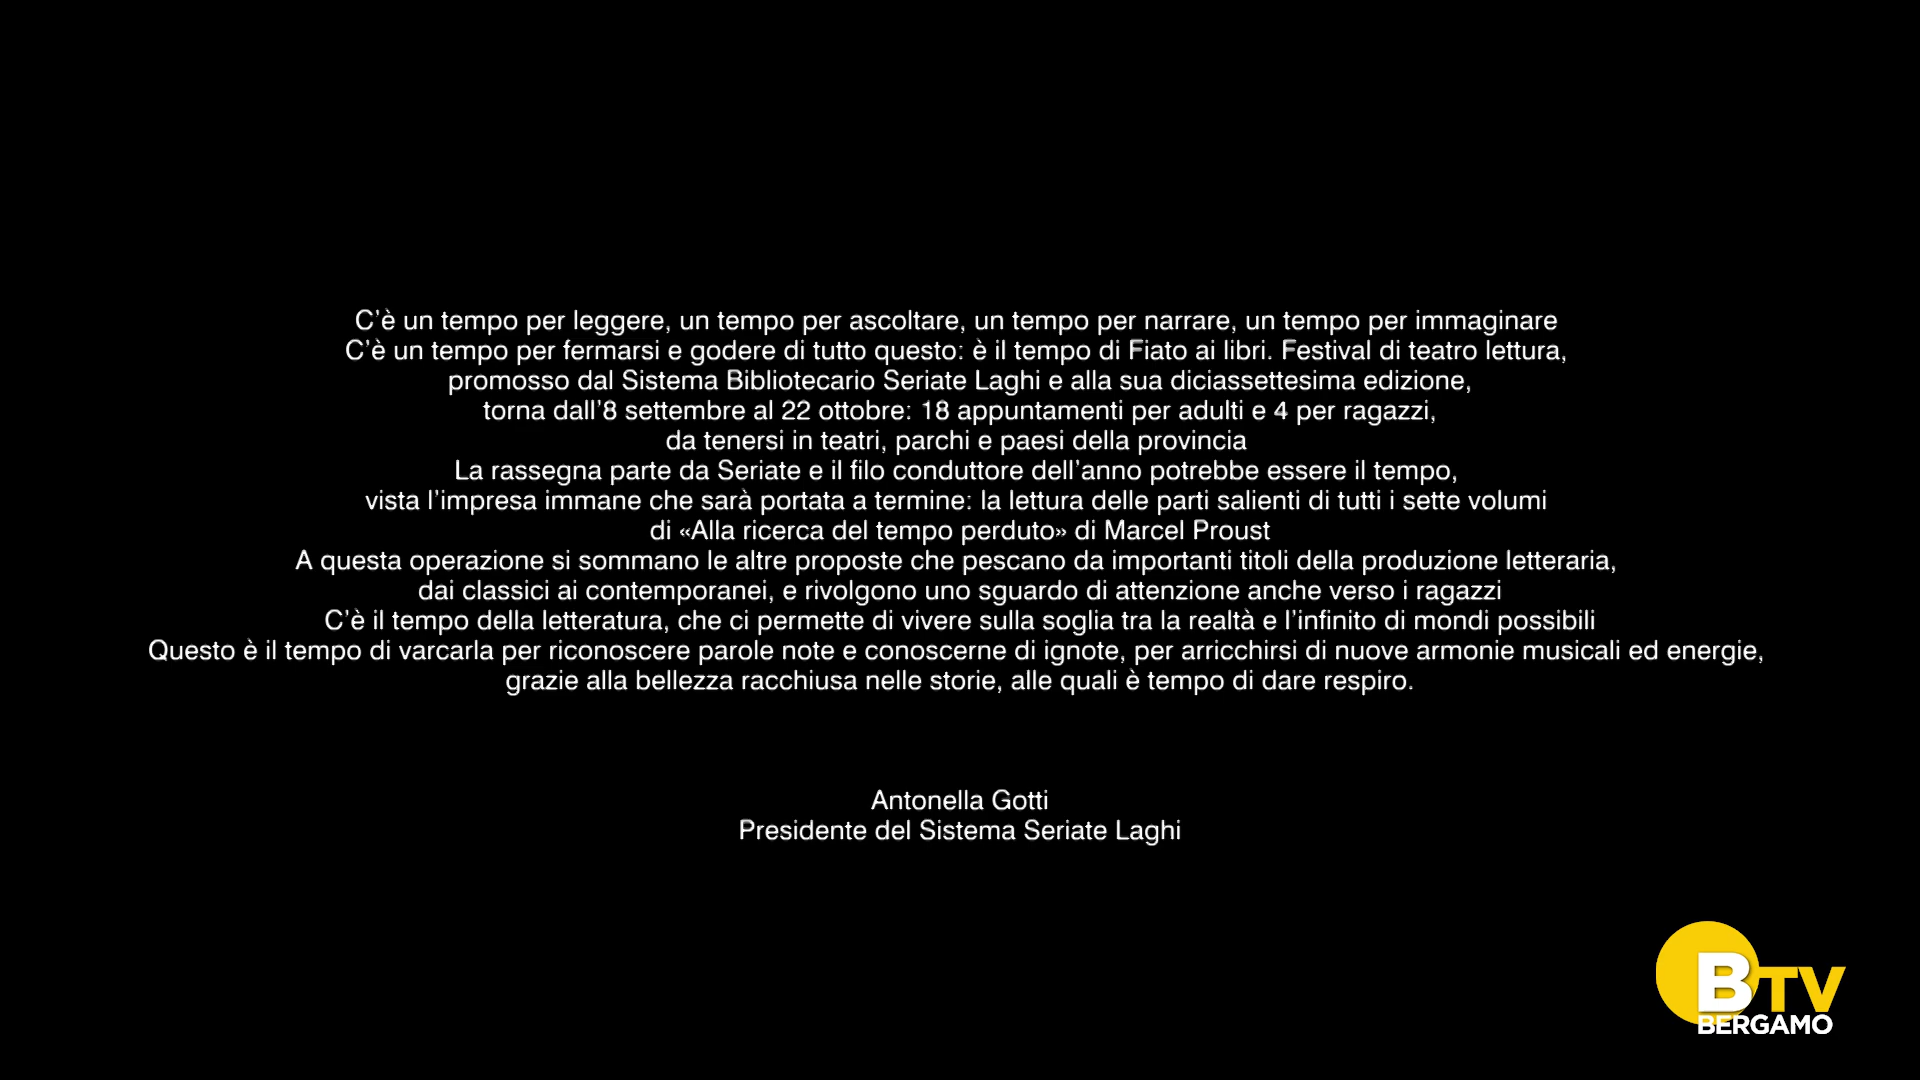 C’è un tempo per leggere, un tempo per ascoltare, un tempo per narrare, un tempo per immaginare
C’è un tempo per fermarsi e godere di tutto questo: è il tempo di Fiato ai libri. Festival di teatro lettura,
promosso dal Sistema Bibliotecario Seriate Laghi e alla sua diciassettesima edizione,
torna dall’8 settembre al 22 ottobre: 18 appuntamenti per adulti e 4 per ragazzi,
da tenersi in teatri, parchi e paesi della provincia
La rassegna parte da Seriate e il filo conduttore dell’anno potrebbe essere il tempo,
vista l’impresa immane che sarà portata a termine: la lettura delle parti salienti di tutti i sette volumi
di «Alla ricerca del tempo perduto» di Marcel Proust
A questa operazione si sommano le altre proposte che pescano da importanti titoli della produzione letteraria,
dai classici ai contemporanei, e rivolgono uno sguardo di attenzione anche verso i ragazzi
C’è il tempo della letteratura, che ci permette di vivere sulla soglia tra la realtà e l’infinito di mondi possibili
Questo è il tempo di varcarla per riconoscere parole note e conoscerne di ignote, per arricchirsi di nuove armonie musicali ed energie,
grazie alla bellezza racchiusa nelle storie, alle quali è tempo di dare respiro.
Antonella Gotti
Presidente del Sistema Seriate Laghi
BTV
BERGAMO